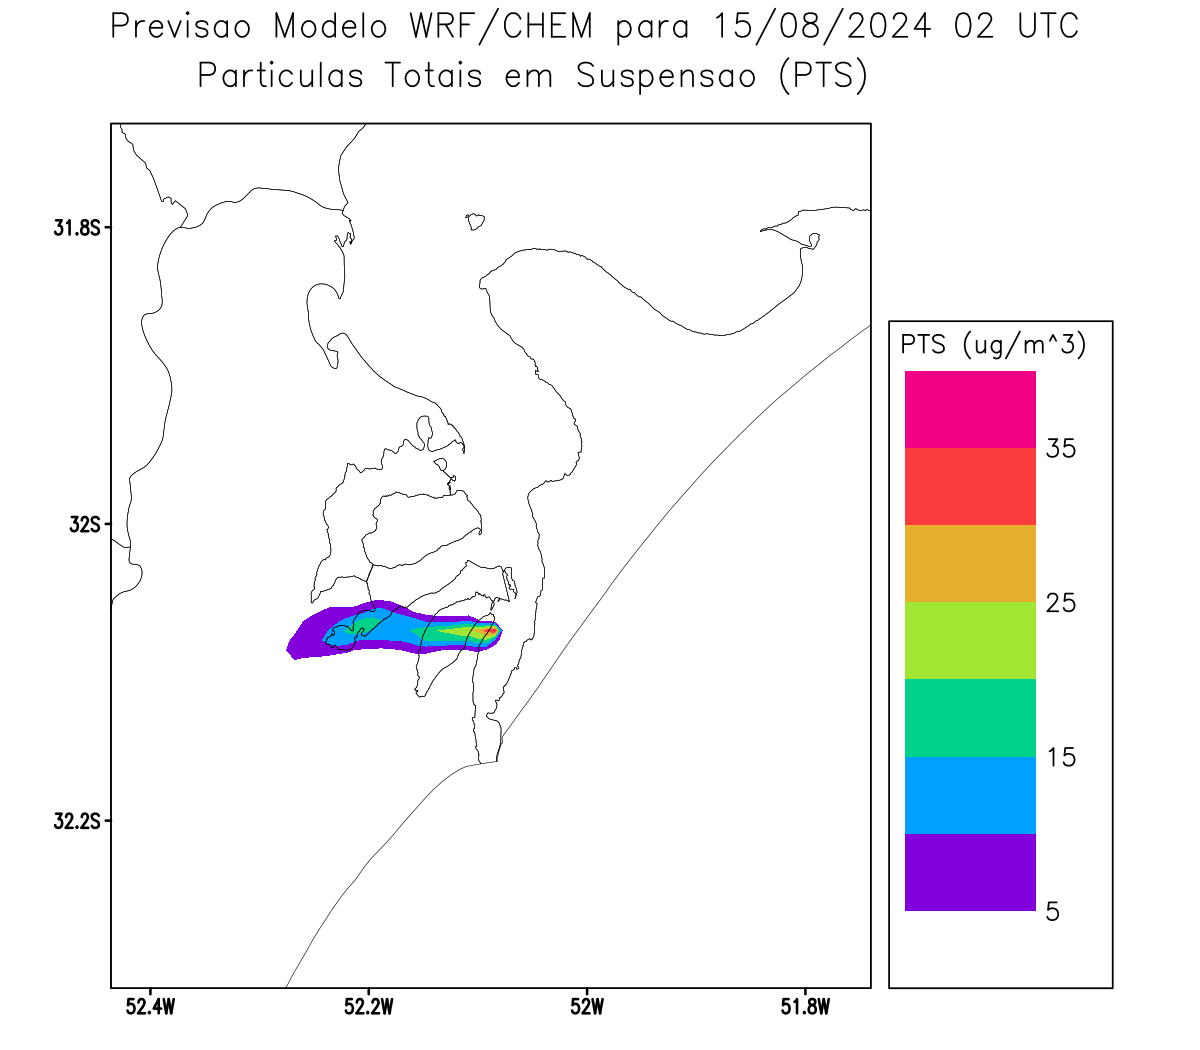 Previsao Modelo WRF/CHEM para 15/08/2024 02 UTC
Particulas Totais em Suspensao (PTS)
31.8S
32S
32.2S
52.4W
52.2W
52W
51.8W
PTS (ug/m^3)
35
25
15
5